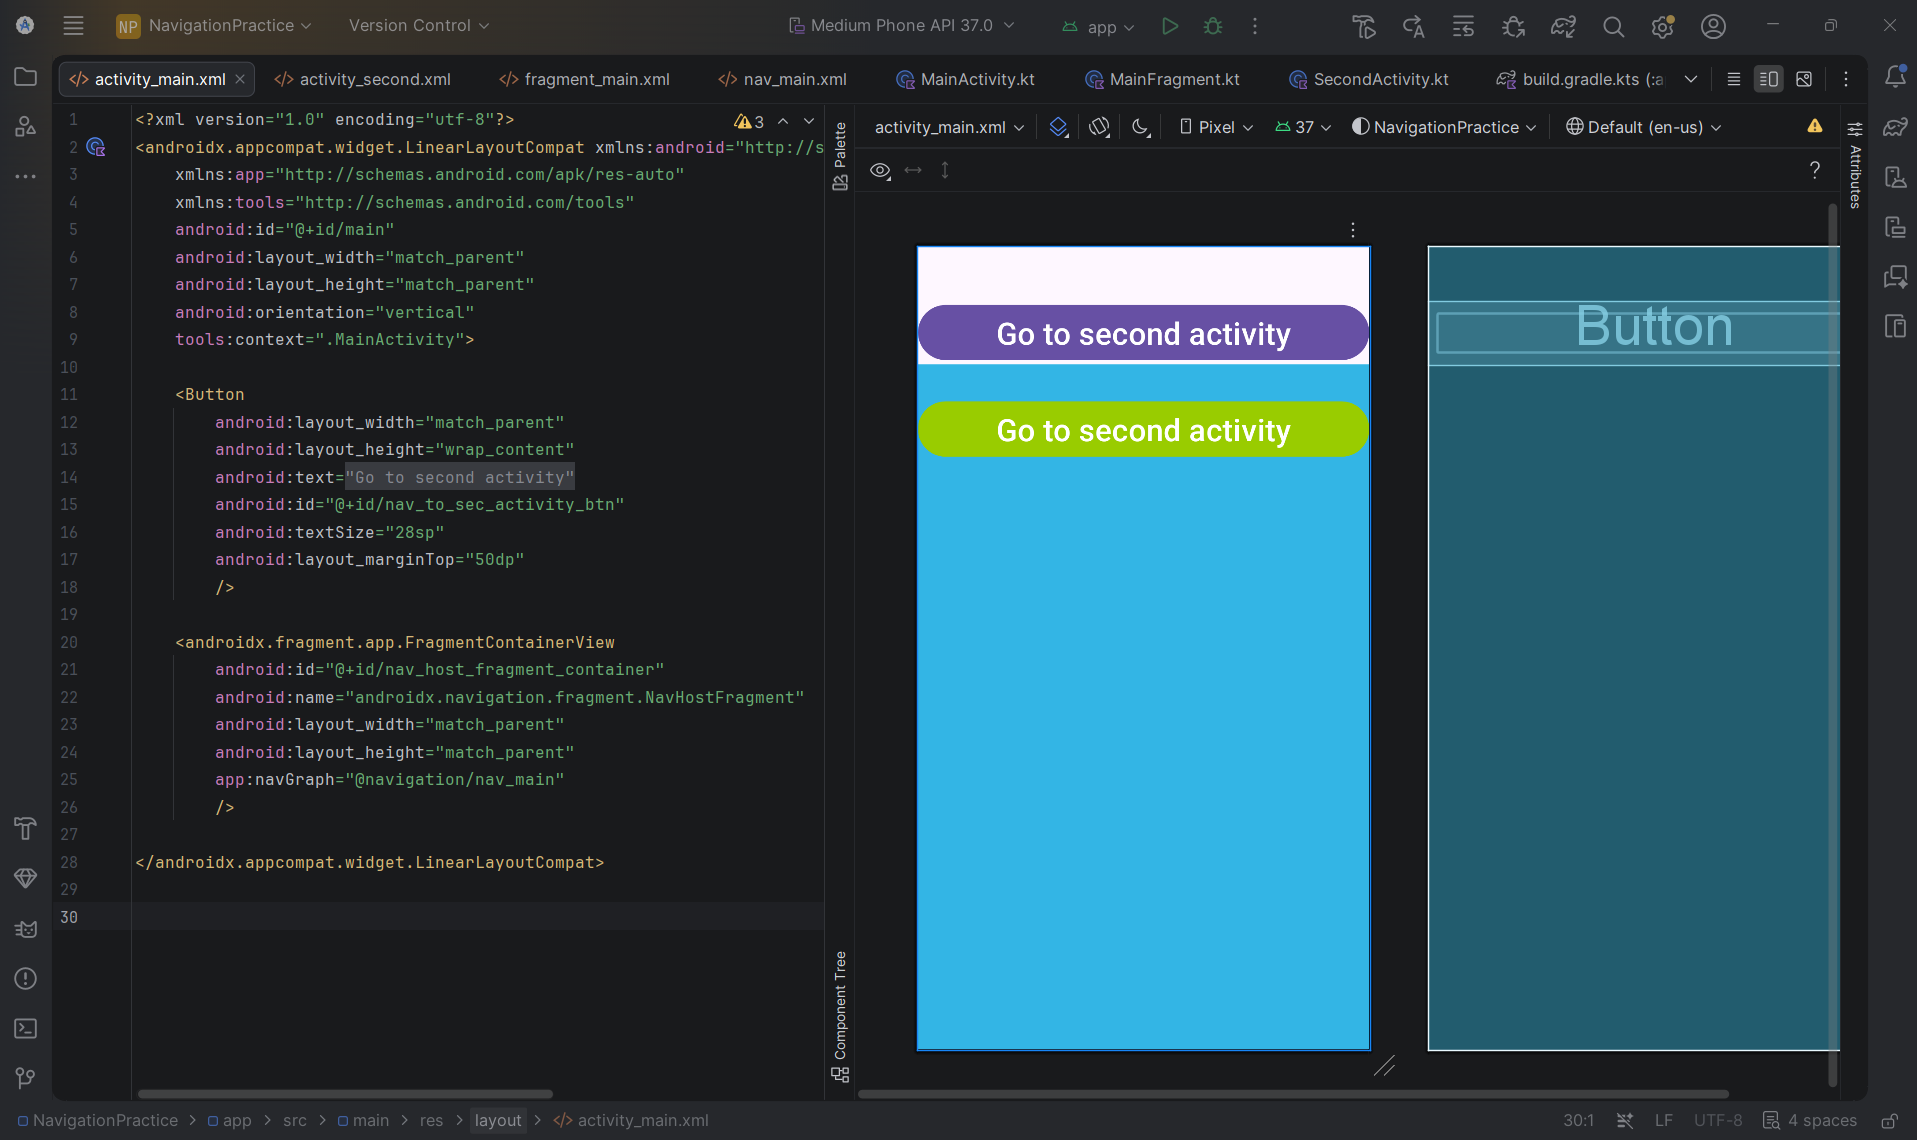 NP NavigationPractice Version Control Medium Phone API 37.0 app
activity_main.xml activity_second.xml fragment_main.xml nav_main.xml MainActivity.kt MainFragment.kt SecondActivity.kt build.gradle.kts (:a
1 <?xml version="1.0" encoding="utf-8"?> 3
2 <androidx.appcompat.widget.LinearLayoutCompat xmlns:android="http://s
3 xmlns:app="http://schemas.android.com/apk/res-auto"
4 xmlns:tools="http://schemas.android.com/tools"
5 android:id="@+id/main"
6 android:layout_width="match_parent"
7 android:layout_height="match_parent"
8 android:orientation="vertical"
9 tools:context=".MainActivity">
10
11 <Button
12 android:layout_width="match_parent"
13 android:layout_height="wrap_content"
14 android:text="Go to second activity"
15 android:id="@+id/nav_to_sec_activity_btn"
16 android:textSize="28sp"
17 android:layout_marginTop="50dp"
18 />
19
20 <androidx.fragment.app.FragmentContainerView
21 android:id="@+id/nav_host_fragment_container"
22 android:name="androidx.navigation.fragment.NavHostFragment"
23 android:layout_width="match_parent"
24 android:layout_height="match_parent"
25 app:navGraph="@navigation/nav_main"
26 />
27
28 </androidx.appcompat.widget.LinearLayoutCompat>
29
30
Palette
Component Tree
activity_main.xml Pixel 37 NavigationPractice Default (en-us)
?
Attributes
Go to second activity
Go to second activity
Button
NavigationPractice > app > src > main > res > layout > activity_main.xml
30:1 LF UTF-8 4 spaces